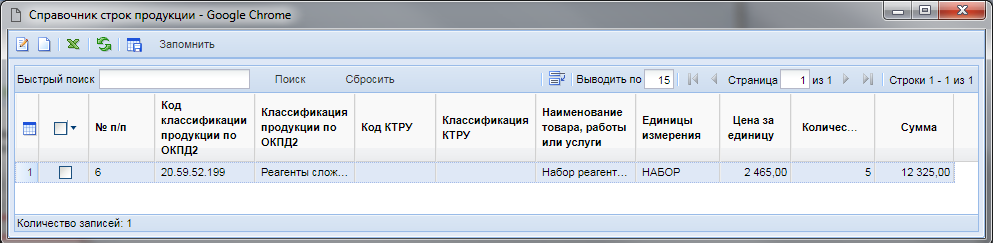 Справочник строк продукции - Google Chrome
Запомнить
Быстрый поиск Поиск Сбросить Выводить по 15 Страница 1 из 1 Строки 1 - 1 из 1
№ п/п Код классификации продукции по ОКПД2 Классификация продукции по ОКПД2 Код КТРУ Классификация КТРУ Наименование товара, работы или услуги Единицы измерения Цена за единицу Количес... Сумма
1 6 20.59.52.199 Реагенты слож... Набор реагент... НАБОР 2 465,00 5 12 325,00
Количество записей: 1